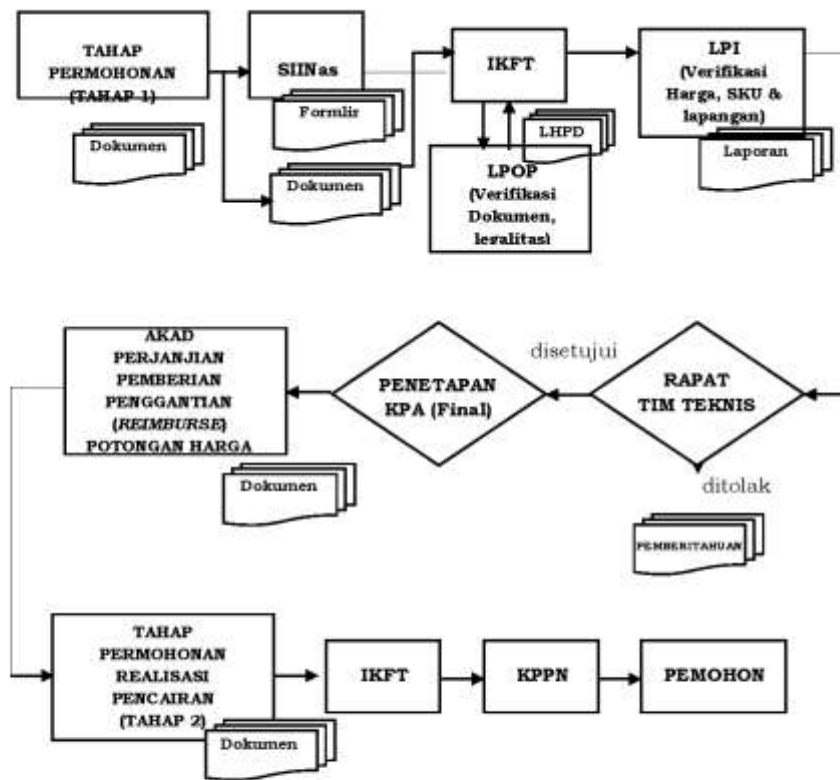 TAHAP
PERMOHONAN
(TAHAP 1)
Dokumen
SIINas
Formlir
Dokumen
IKFT
LHPD
LPOP
(Verifikasi
Dokumen,
legalitas)
LPI
(Verifikasi
Harga, SKU &
lapangan)
Laporan
AKAD
PERJANJIAN
PEMBERIAN
PENGGANTIAN
(REIMBURSE)
POTONGAN HARGA
Dokumen
PENETAPAN
KPA (Final)
disetujui
RAPAT
TIM TEKNIS
ditolak
PEMBERITAHUAN
TAHAP
PERMOHONAN
REALISASI
PENCAIRAN
(TAHAP 2)
Dokumen
IKFT
KPPN
PEMOHON